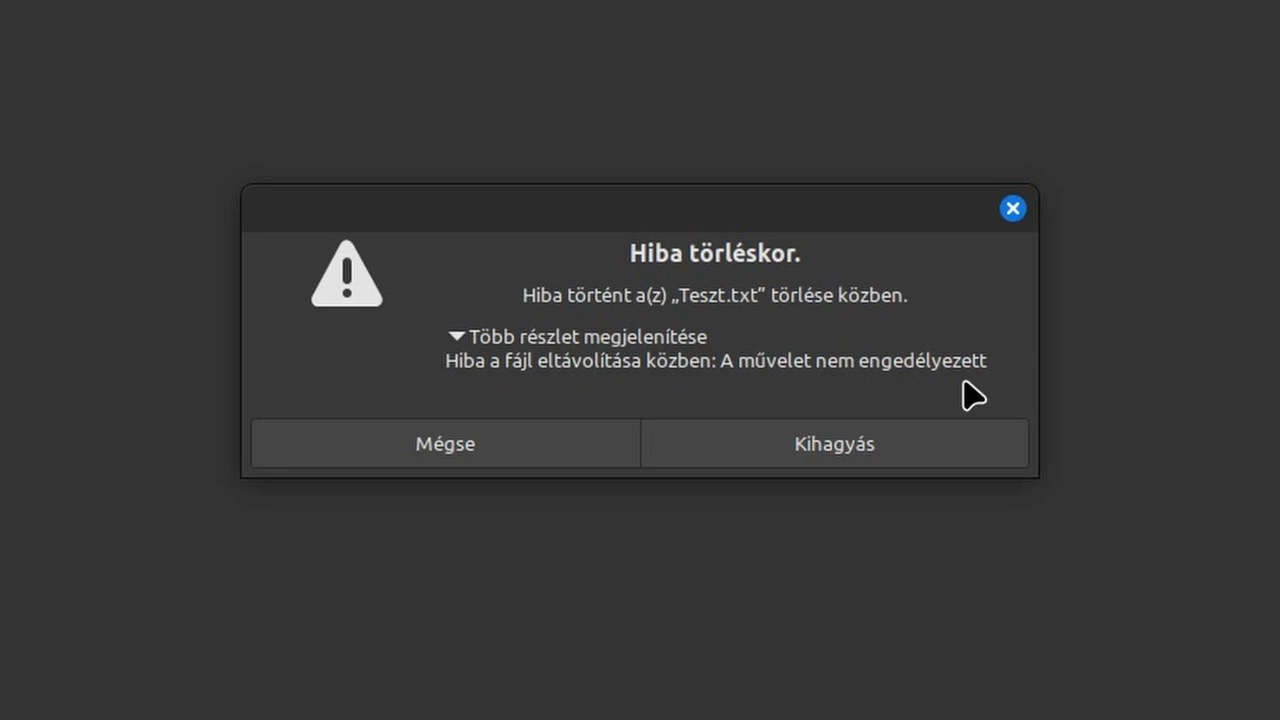 Hiba törléskor.
Hiba történt a(z) „Teszt.txt” törlése közben.
Több részlet megjelenítése
Hiba a fájl eltávolítása közben: A művelet nem engedélyezett
Mégse
Kihagyás